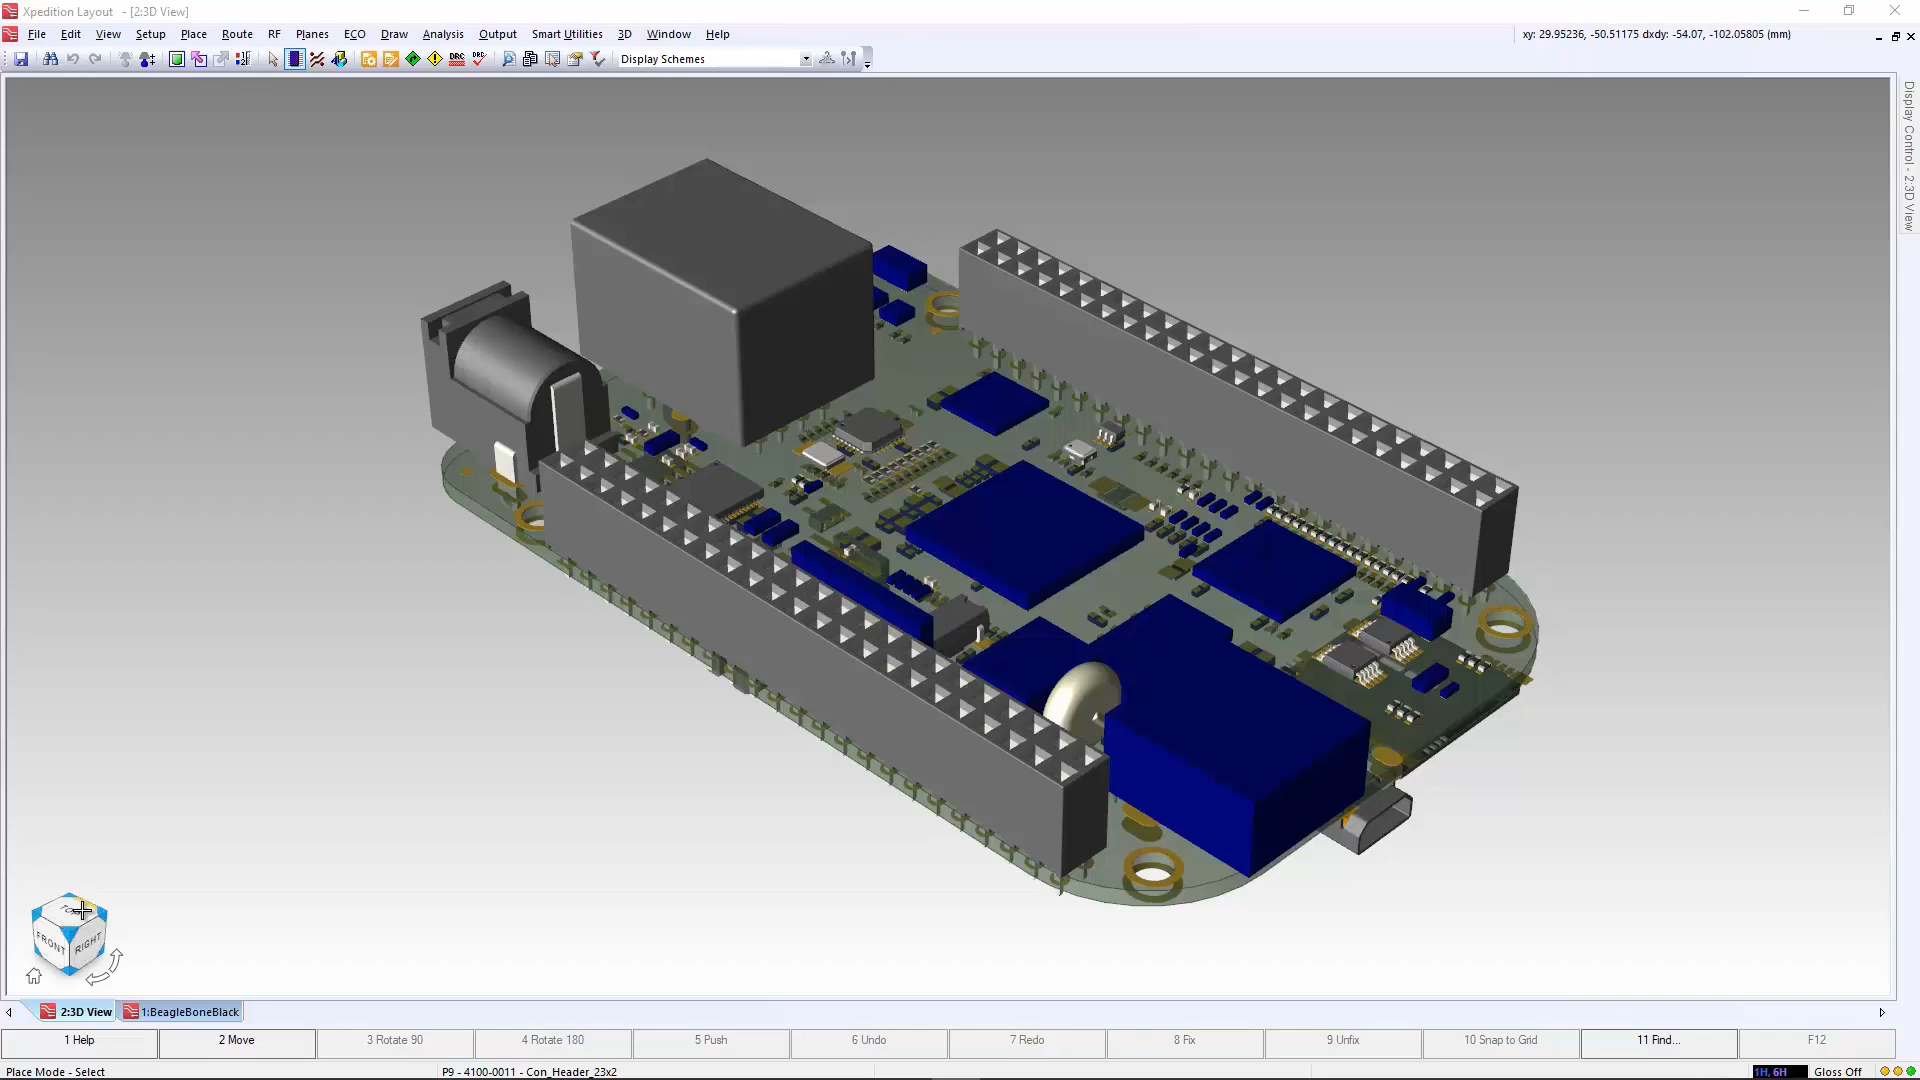 Xpedition Layout - [2:3D View]
File Edit View Setup Place Route RF Planes ECO Draw Analysis Output Smart Utilities 3D Window Help
xy: 29.95236, -50.51175 dxdy: -54.07, -102.05805 (mm)
Display Schemes
Display Control - 2:3D View
FRONT RIGHT
2:3D View 1:BeagleBoneBlack
1 Help 2 Move 3 Rotate 90 4 Rotate 180 5 Push 6 Undo 7 Redo 8 Fix 9 Unfix 10 Snap to Grid 11 Find... F12
Place Mode - Select P9 - 4100-0011 - Con_Header_23x2 1H, 6H Gloss Off